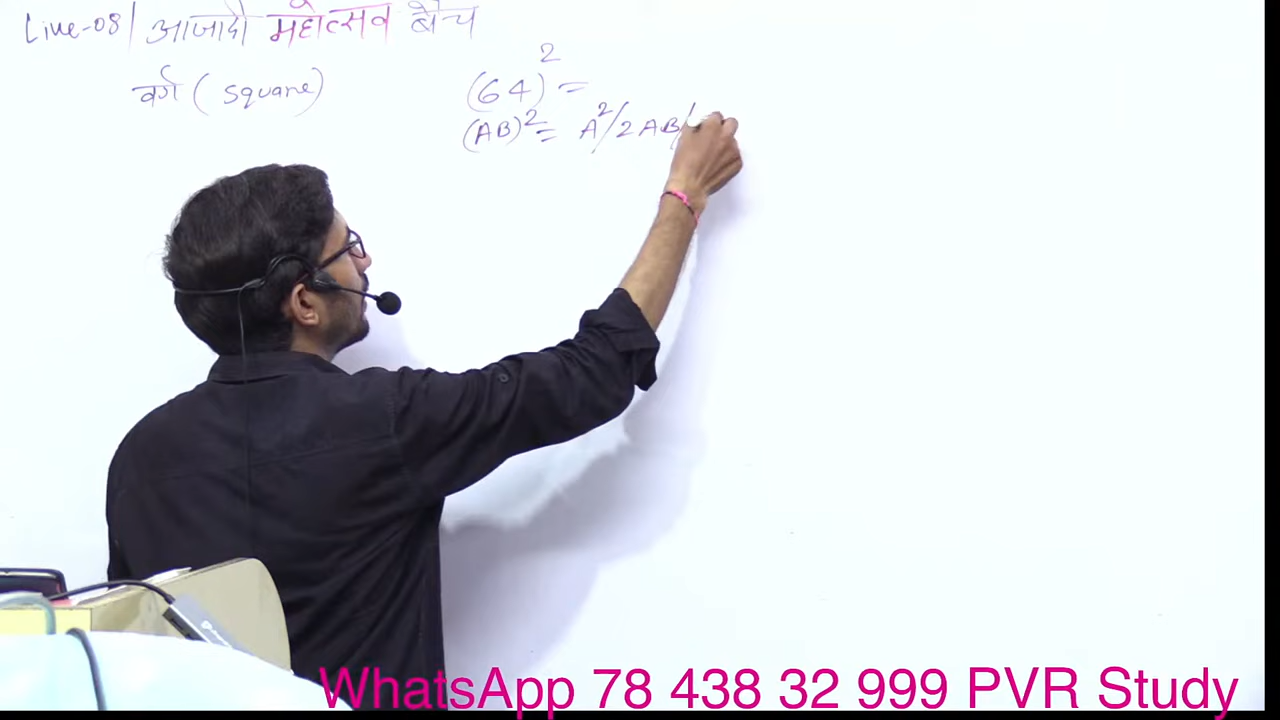 Live-08/ आजादी महोत्सव बैच
वर्ग (square)
(64)² =
(AB)² = A²/2AB/
WhatsApp 78 438 32 999 PVR Study